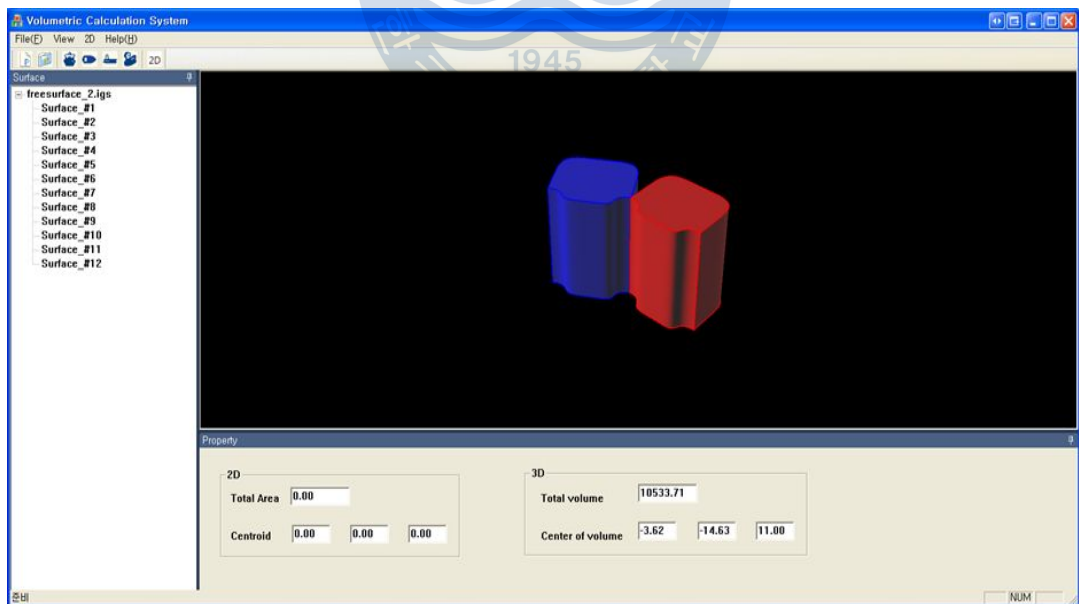 Volumetric Calculation System
File(F) View 2D Help(H)
1945
2D
Surface
freesurface_2.igs
Surface_#1
Surface_#2
Surface_#3
Surface_#4
Surface_#5
Surface_#6
Surface_#7
Surface_#8
Surface_#9
Surface_#10
Surface_#11
Surface_#12
Property
2D
Total Area 0.00
Centroid 0.00 0.00 0.00
3D
Total volume 10533.71
Center of volume -3.62 -14.63 11.00
준비
NUM